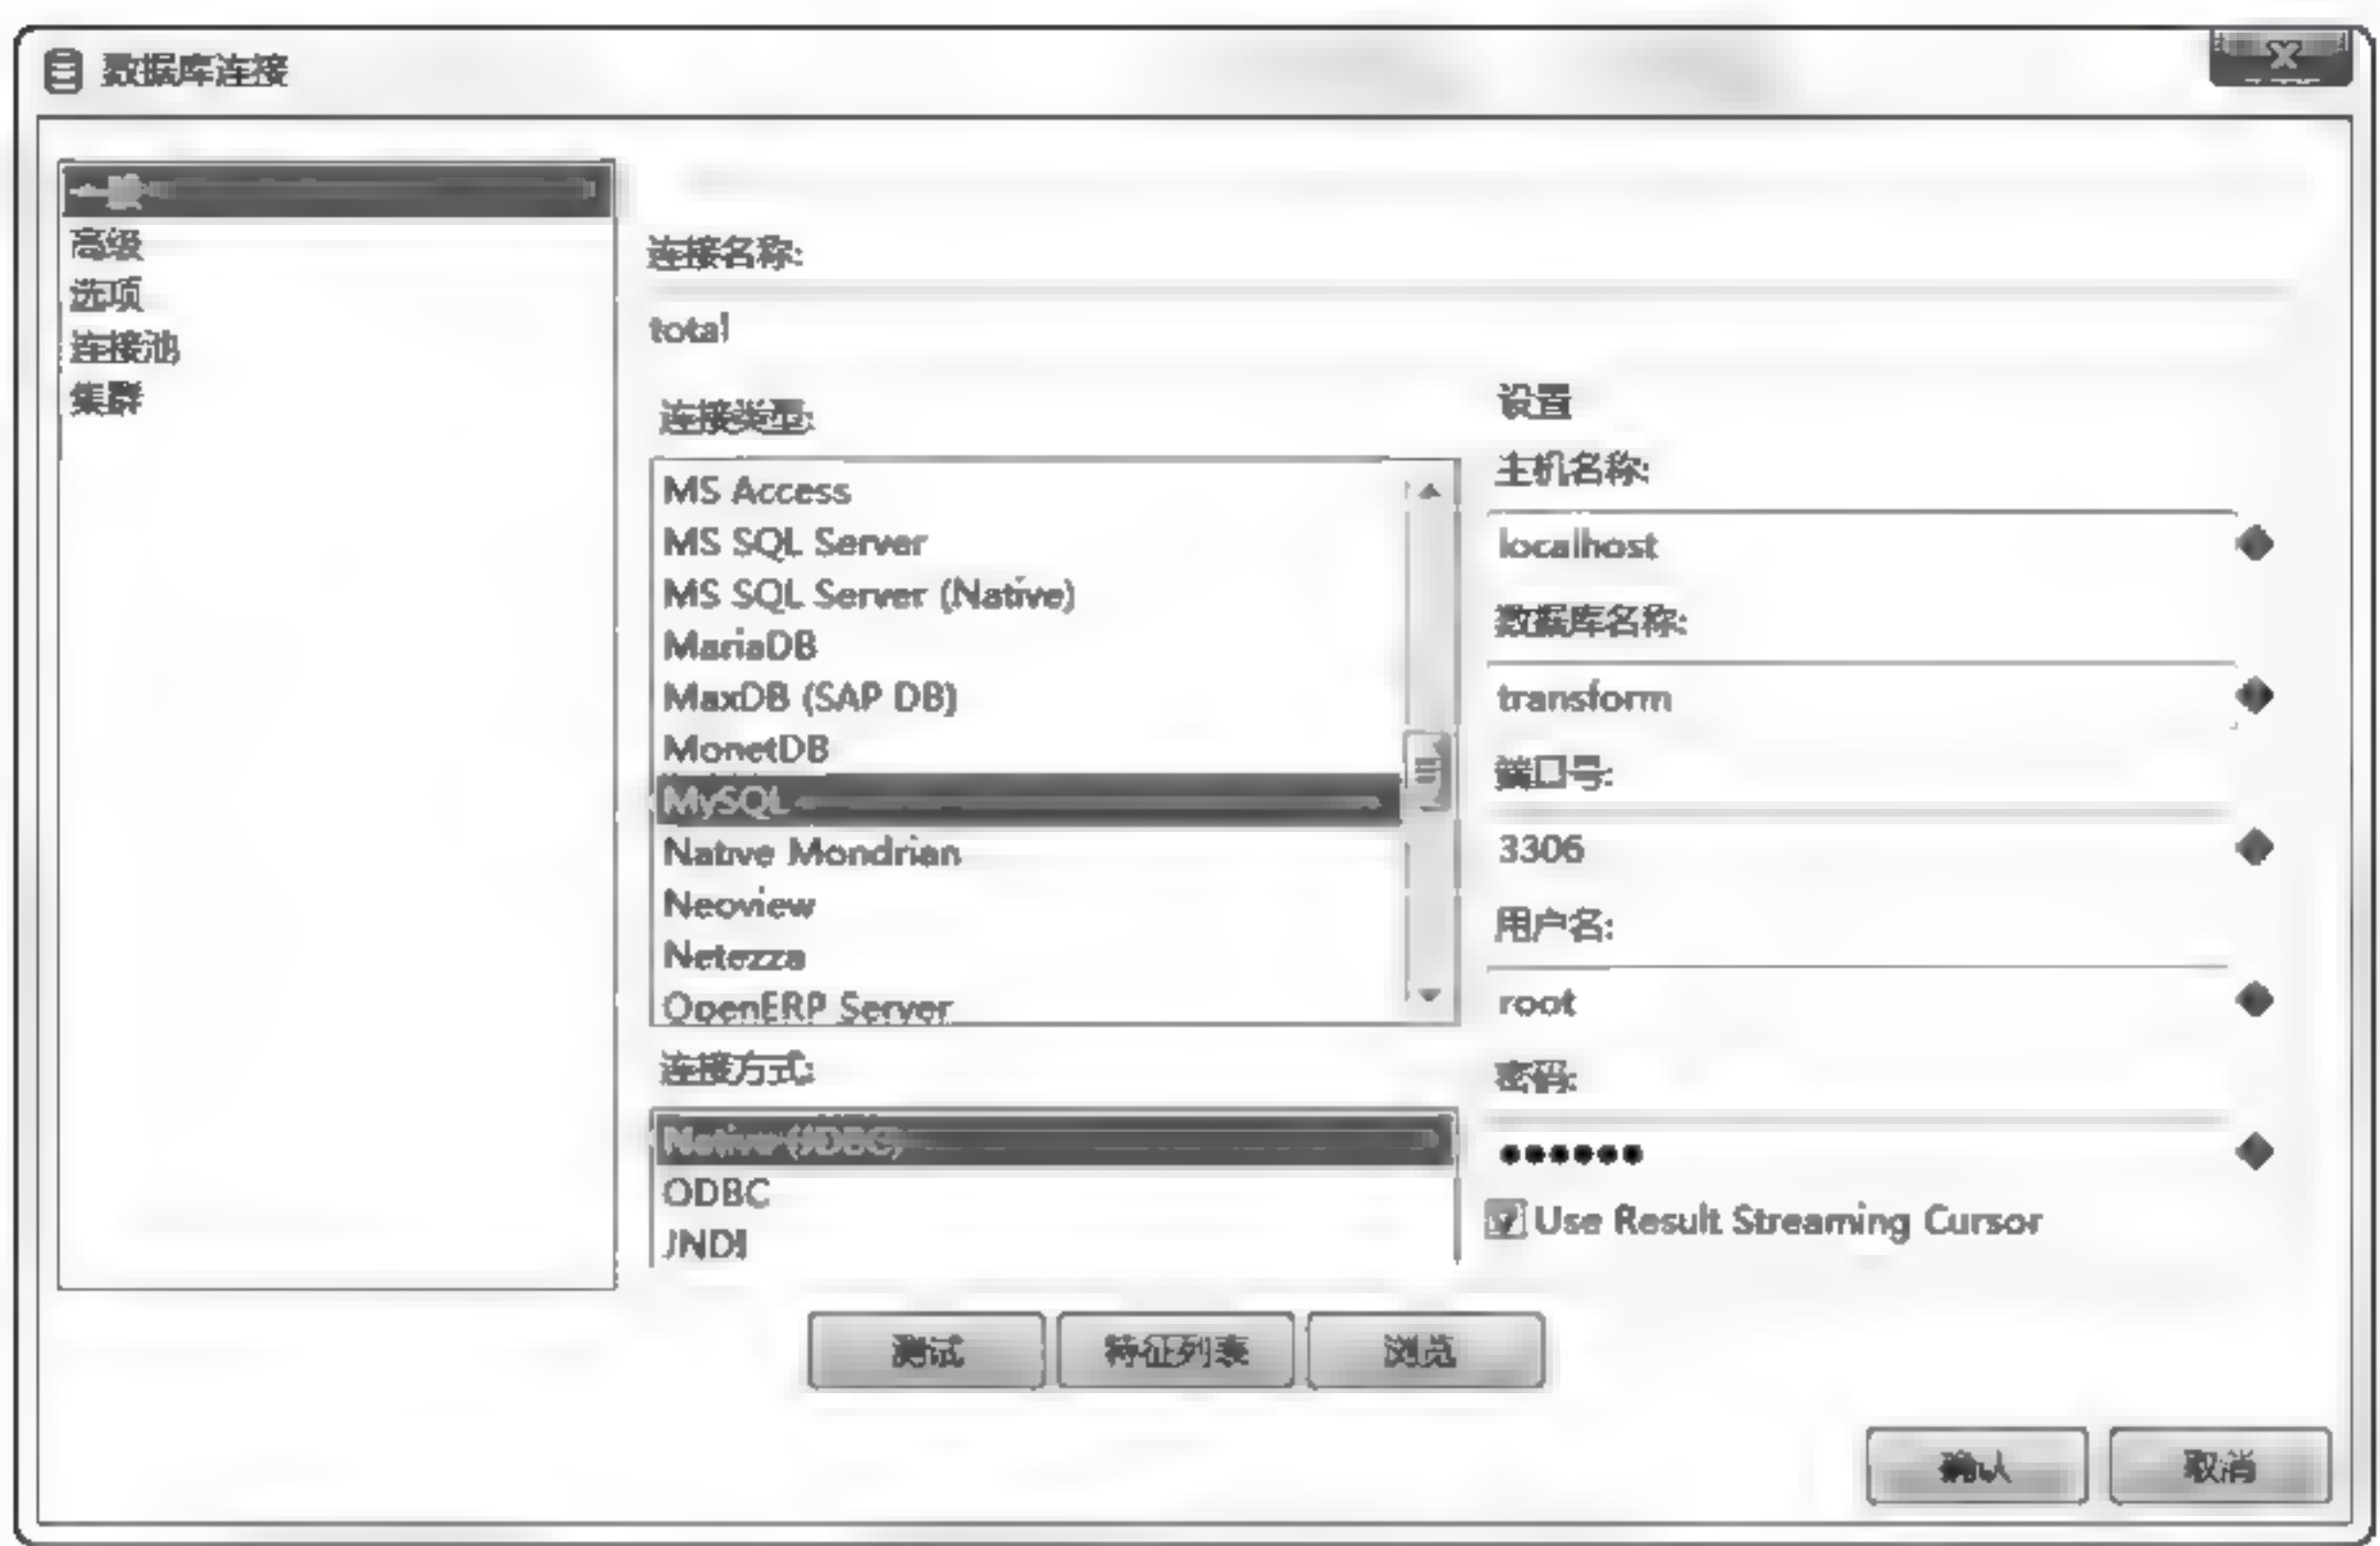 数据库连接
一般
高级
选项
连接池
集群
连接名称:
total
连接类型:
MS Access
MS SQL Server
MS SQL Server (Native)
MariaDB
MaxDB (SAP DB)
MonetDB
MySQL
Native Mondrian
Neoview
Netezza
OpenERP Server
连接方式:
Native (JDBC)
ODBC
JNDI
设置
主机名称:
localhost
数据库名称:
transform
端口号:
3306
用户名:
root
密码:
●●●●●●
Use Result Streaming Cursor
测试
特征列表
浏览
确认
取消